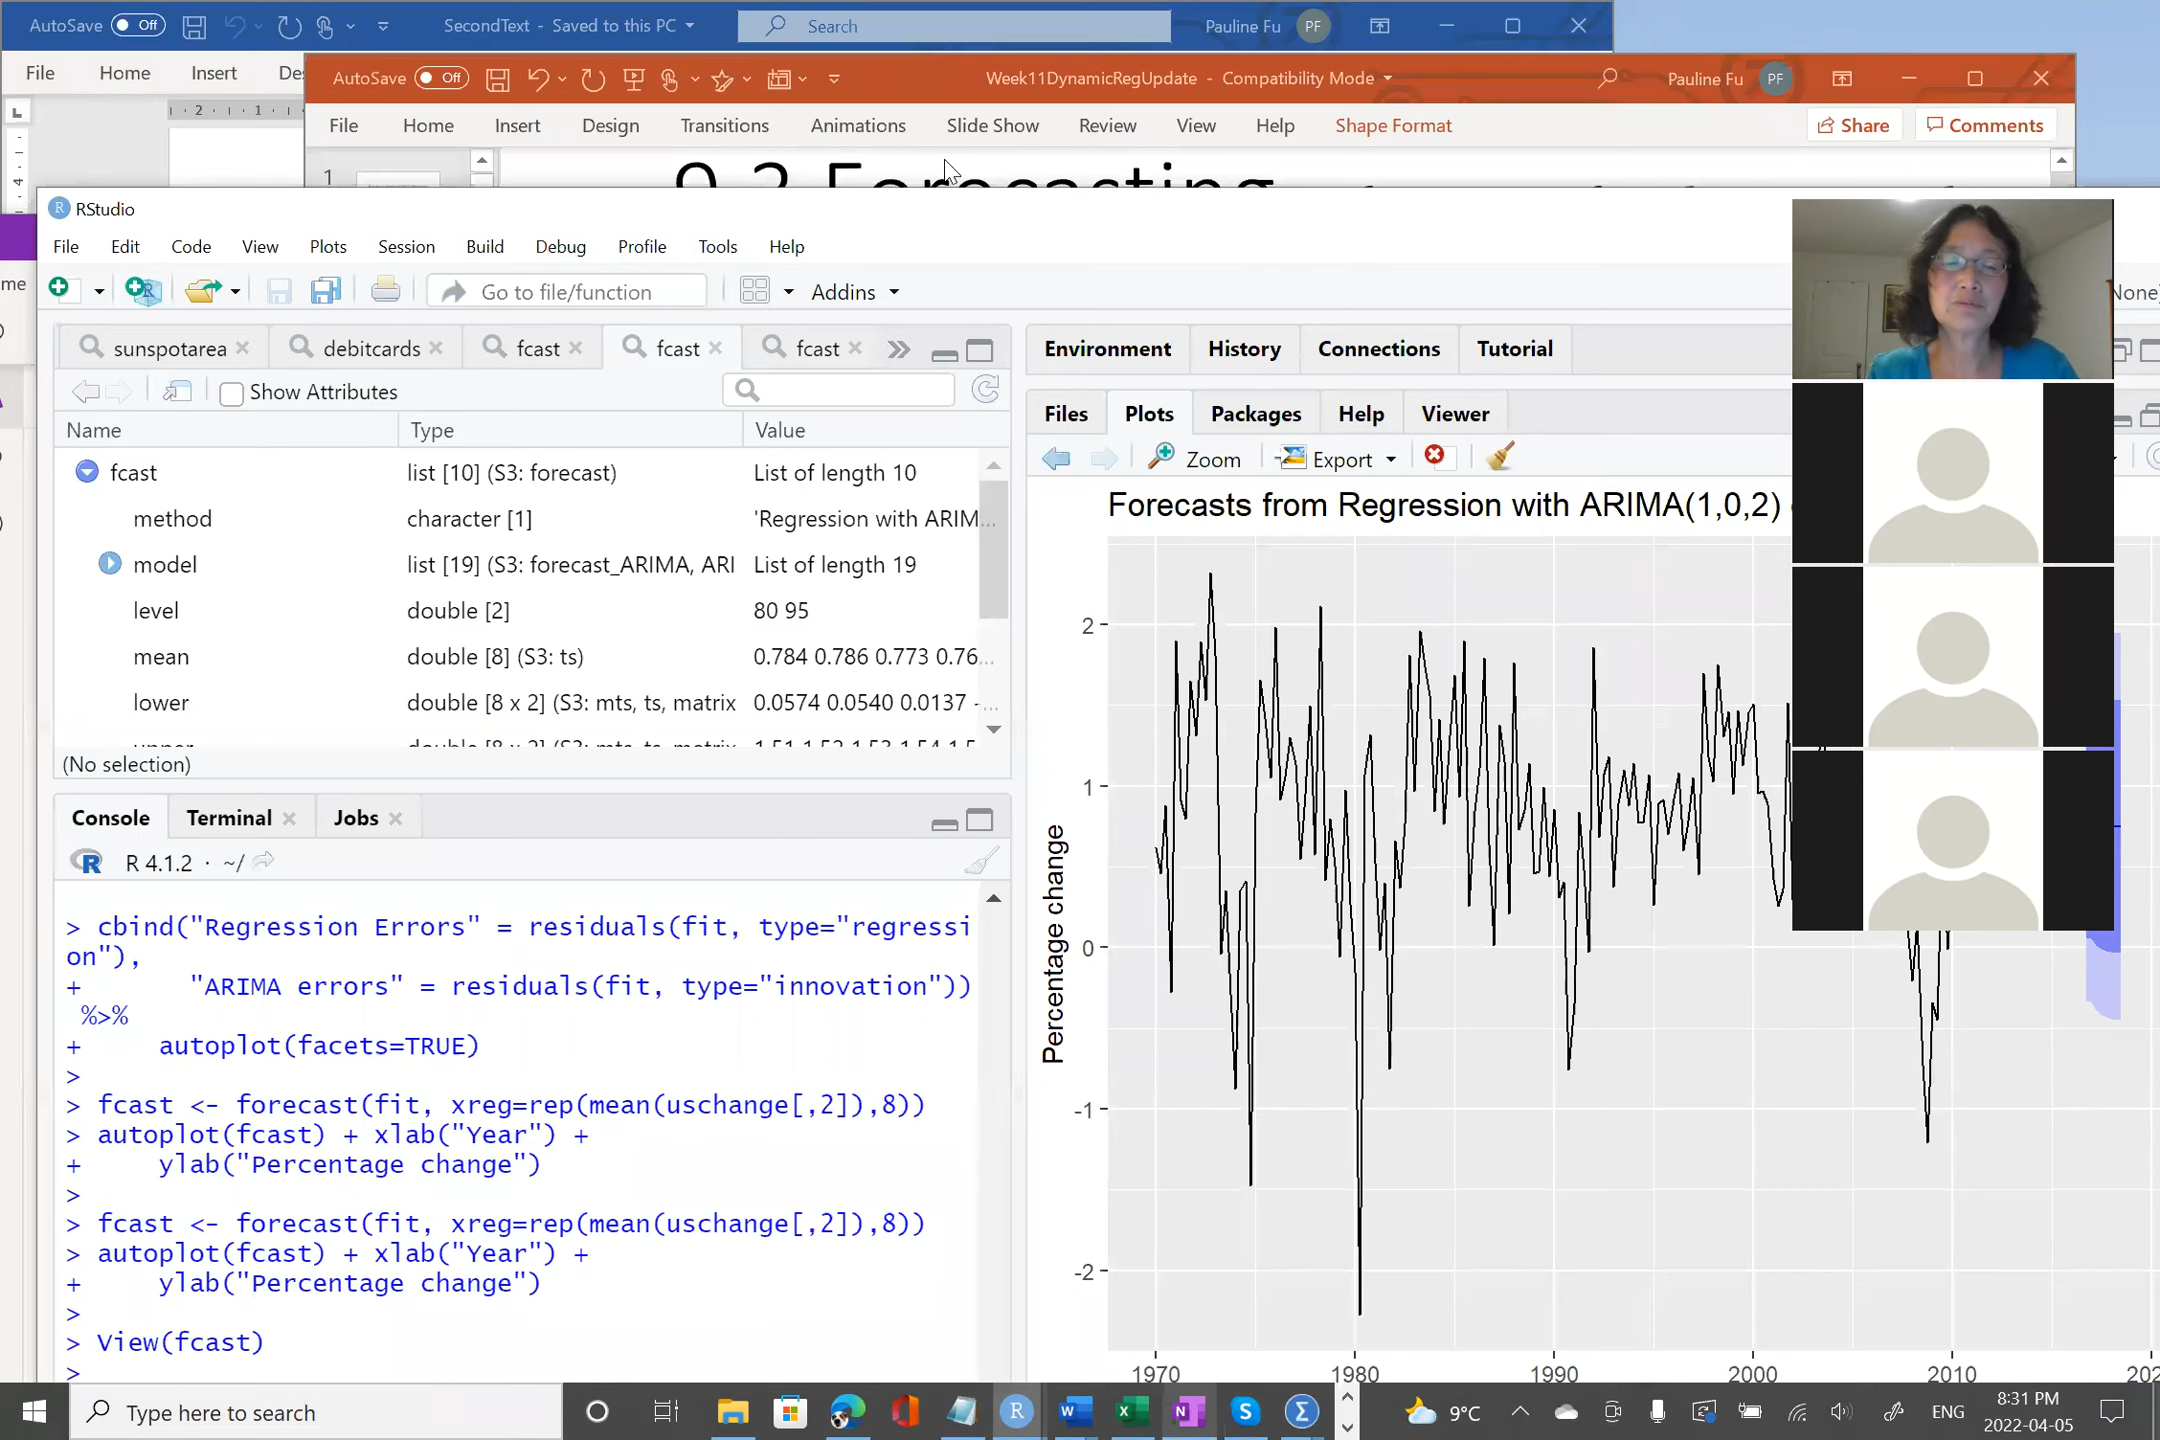 AutoSave Off SecondText - Saved to this PC Search Pauline Fu PF
File Home Insert De
AutoSave Off Week11DynamicRegUpdate - Compatibility Mode Pauline Fu PF
File Home Insert Design Transitions Animations Slide Show Review View Help Shape Format Share Comments
2 1
1
4
RStudio
File Edit Code View Plots Session Build Debug Profile Tools Help
me
Go to file/function Addins None)
sunspotarea debitcards fcast fcast fcast
Show Attributes
Name Type Value
fcast list [10] (S3: forecast) List of length 10
method character [1] 'Regression with ARIM...
model list [19] (S3: forecast_ARIMA, ARI List of length 19
level double [2] 80 95
mean double [8] (S3: ts) 0.784 0.786 0.773 0.76...
lower double [8 x 2] (S3: mts, ts, matrix 0.0574 0.0540 0.0137 -...
(No selection)
Console Terminal Jobs
R 4.1.2 · ~/
> cbind("Regression Errors" = residuals(fit, type="regressi
on"),
+ "ARIMA errors" = residuals(fit, type="innovation"))
%>%
+ autoplot(facets=TRUE)
>
> fcast <- forecast(fit, xreg=rep(mean(uschange[,2]),8))
> autoplot(fcast) + xlab("Year") +
+ ylab("Percentage change")
>
> fcast <- forecast(fit, xreg=rep(mean(uschange[,2]),8))
> autoplot(fcast) + xlab("Year") +
+ ylab("Percentage change")
>
> View(fcast)
>
Environment History Connections Tutorial
Files Plots Packages Help Viewer
Zoom Export
Forecasts from Regression with ARIMA(1,0,2)
Percentage change
2
1
0
-1
-2
1970 1980 1990 2000 2010 202
Type here to search
9°C ENG 8:31 PM
2022-04-05